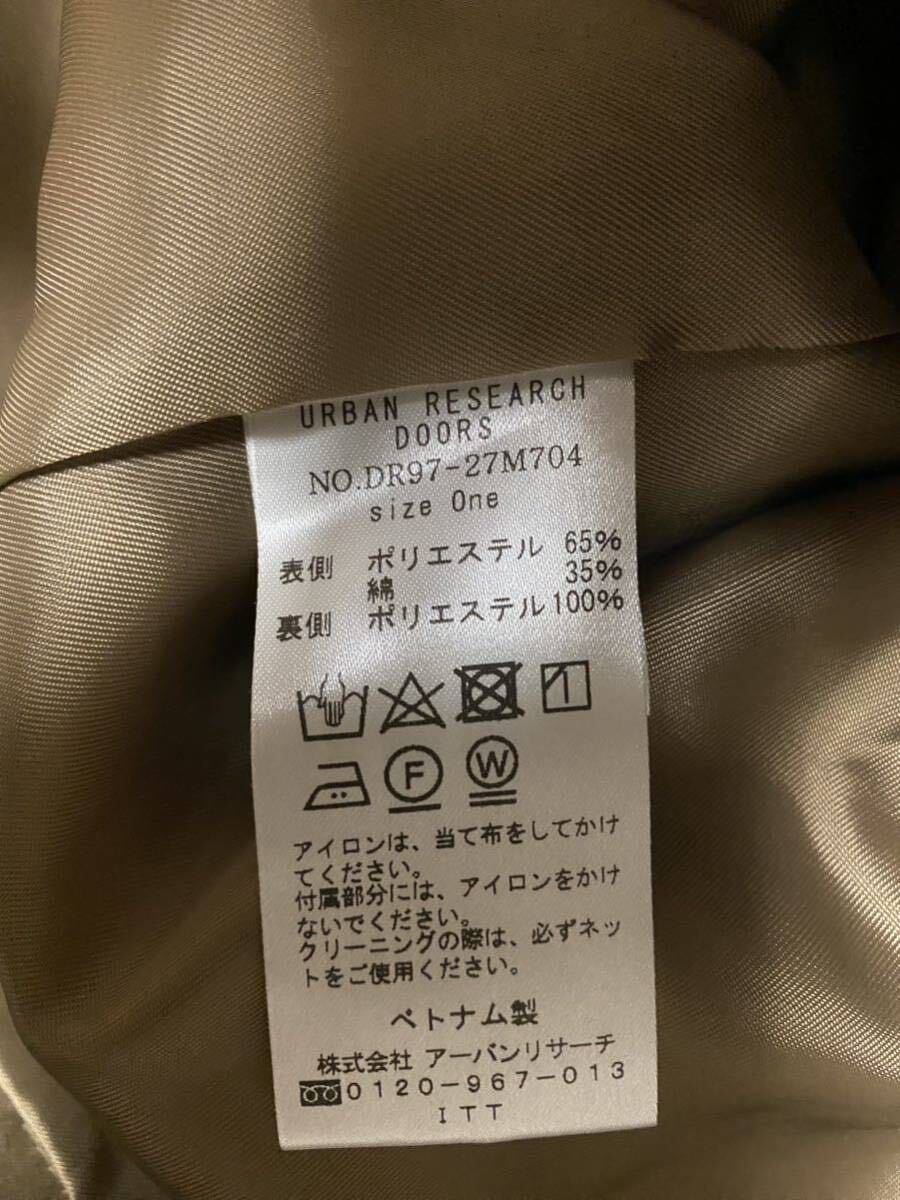 URBAN RESEARCH
DOORS
NO.DR97-27M704
size One
表側 ポリエステル 65%
綿 35%
裏側 ポリエステル 100%
F
W
アイロンは、当て布をしてかけ
てください。
付属部分には、アイロンをかけ
ないでください。
クリーニングの際は、必ずネッ
トをご使用ください。
ベトナム製
株式会社 アーバンリサーチ
0120-967-013
ITT